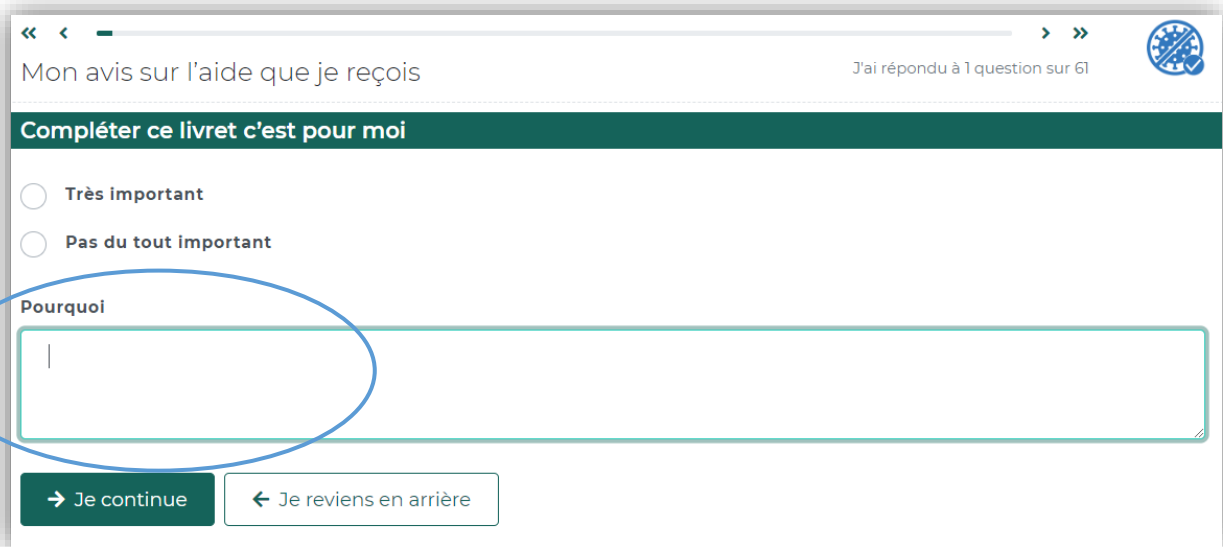 Mon avis sur l’aide que je reçois
J'ai répondu à 1 question sur 61
Compléter ce livret c’est pour moi
Très important
Pas du tout important
Pourquoi
→ Je continue
← Je reviens en arrière